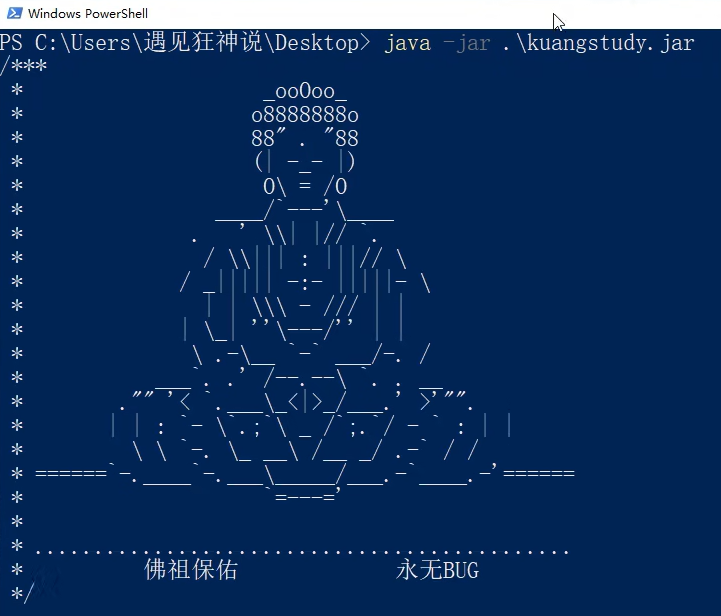 Windows PowerShell
PS C:\Users\遇见狂神说\Desktop> java -jar .\kuangstudy.jar
/***
 *                    _ooOoo_
 *                   o8888888o
 *                   88" . "88
 *                   (| -_- |)
 *                    O\ = /O
 *                ____/`---'\____
 *              .   ' \\| |// `.
 *               / \\||| : |||// \
 *             / _||||| -:- |||||- \
 *               | | \\\ - /// | |
 *             | \_| ''\---/'' | |
 *              \ .-\__ `-` ___/-. /
 *           ___`. .' /--.--\ `. . __
 *        ."" '< `.___\_<|>_/___.' >'"".
 *       | | : `- \`.;`\ _ /`;.`/ - ` : | |
 *         \ \ `-. \_ __\ /__ _/ .-` / /
 * ======`-.____`-.___\_____/___.-`____.-'======
 *                    `=---='
 *
 * .............................................
 *          佛祖保佑             永无BUG
 */